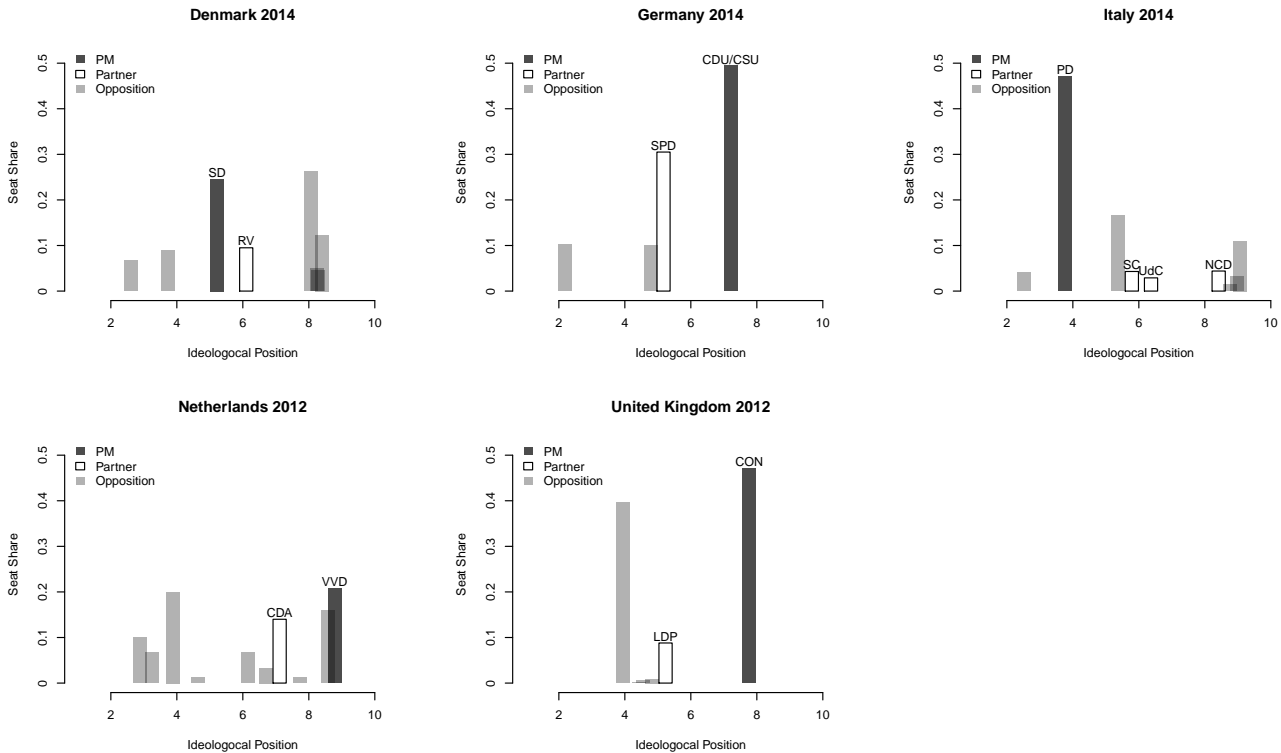 Denmark 2014
PM
Partner
Opposition
SD
RV
0
0.1
0.2
0.3
0.4
0.5
Seat Share
2 4 6 8 10
Ideologocal Position
Germany 2014
PM
Partner
Opposition
CDU/CSU
SPD
0
0.1
0.2
0.3
0.4
0.5
Seat Share
2 4 6 8 10
Ideologocal Position
Italy 2014
PM
Partner
Opposition
PD
SC
UdC
NCD
0
0.1
0.2
0.3
0.4
0.5
Seat Share
2 4 6 8 10
Ideologocal Position
Netherlands 2012
PM
Partner
Opposition
CDA
VVD
0
0.1
0.2
0.3
0.4
0.5
Seat Share
2 4 6 8 10
Ideologocal Position
United Kingdom 2012
PM
Partner
Opposition
CON
LDP
0
0.1
0.2
0.3
0.4
0.5
Seat Share
2 4 6 8 10
Ideologocal Position